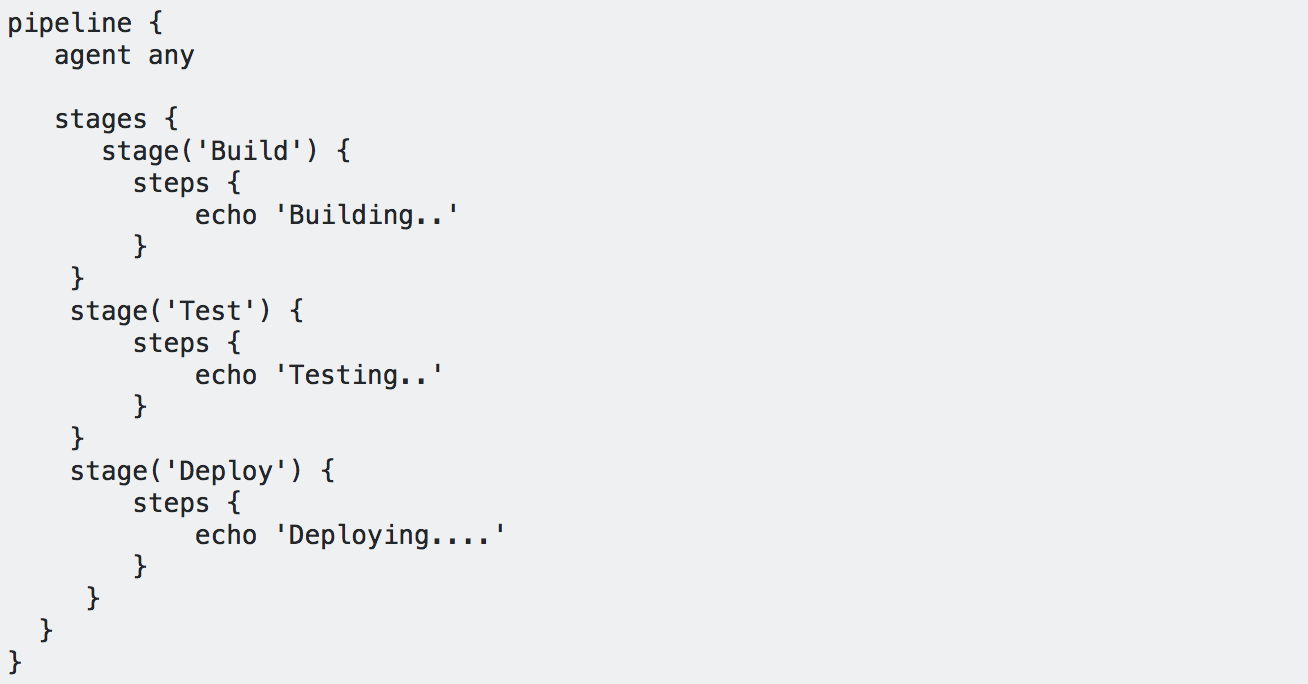 pipeline {
   agent any

   stages {
      stage('Build') {
        steps {
            echo 'Building..'
        }
    }
    stage('Test') {
        steps {
            echo 'Testing..'
        }
    }
    stage('Deploy') {
        steps {
            echo 'Deploying....'
        }
     }
  }
}